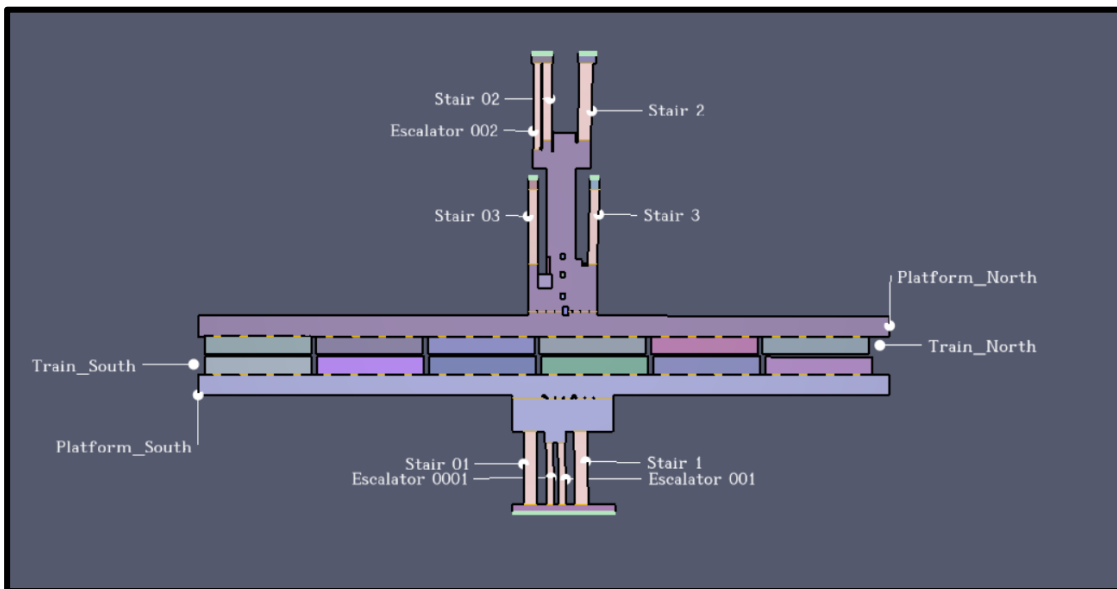 Stair 02
Stair 2
Escalator 002
Stair 03
Stair 3
Platform_North
Train_South
Train_North
Platform_South
Stair 01
Stair 1
Escalator 0001
Escalator 001